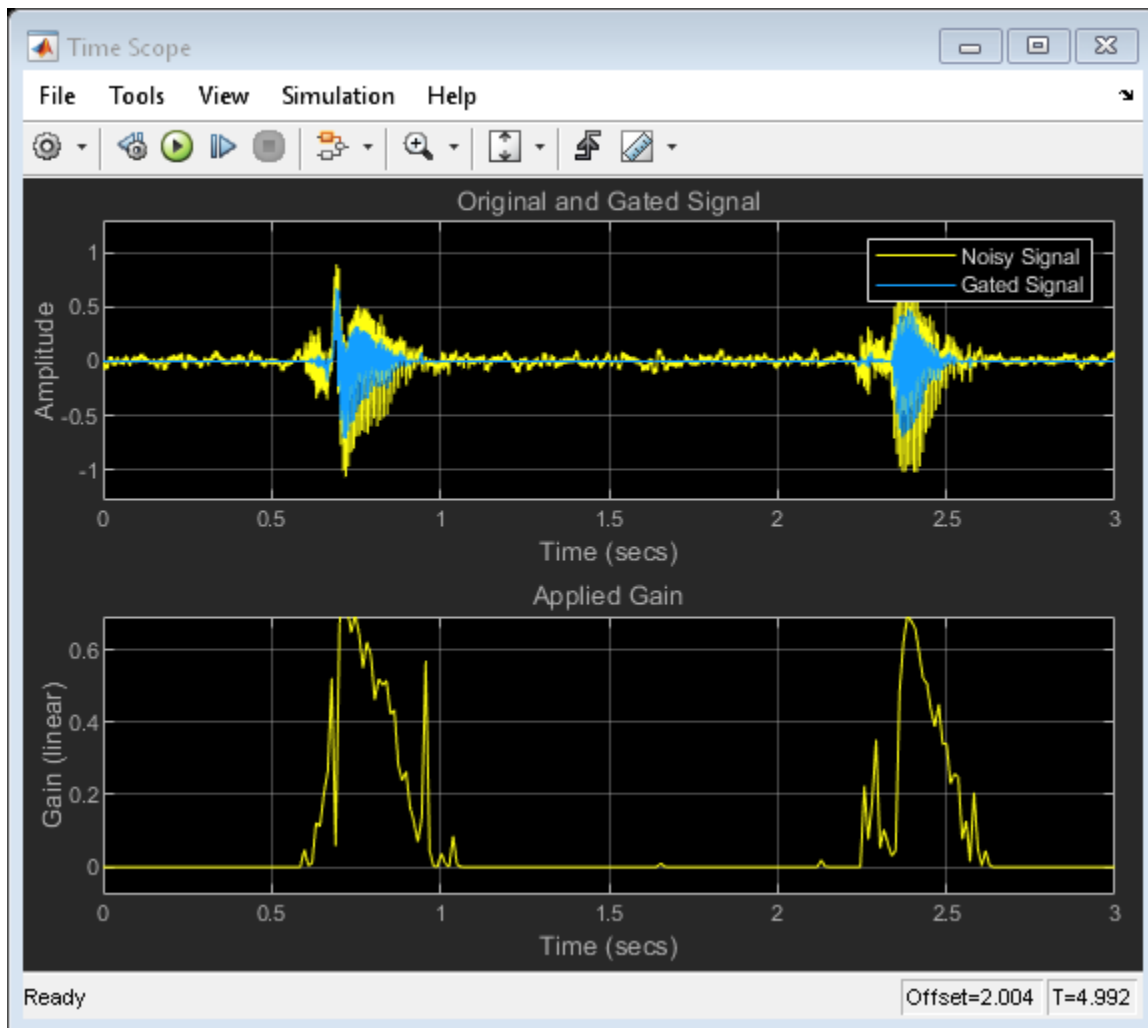 Time Scope
File Tools View Simulation Help
Original and Gated Signal
Noisy Signal
Gated Signal
Amplitude
1
0.5
0
-0.5
-1
0 0.5 1 1.5 2 2.5 3
Time (secs)
Applied Gain
Gain (linear)
0.6
0.4
0.2
0
0 0.5 1 1.5 2 2.5 3
Time (secs)
Ready Offset=2.004 T=4.992